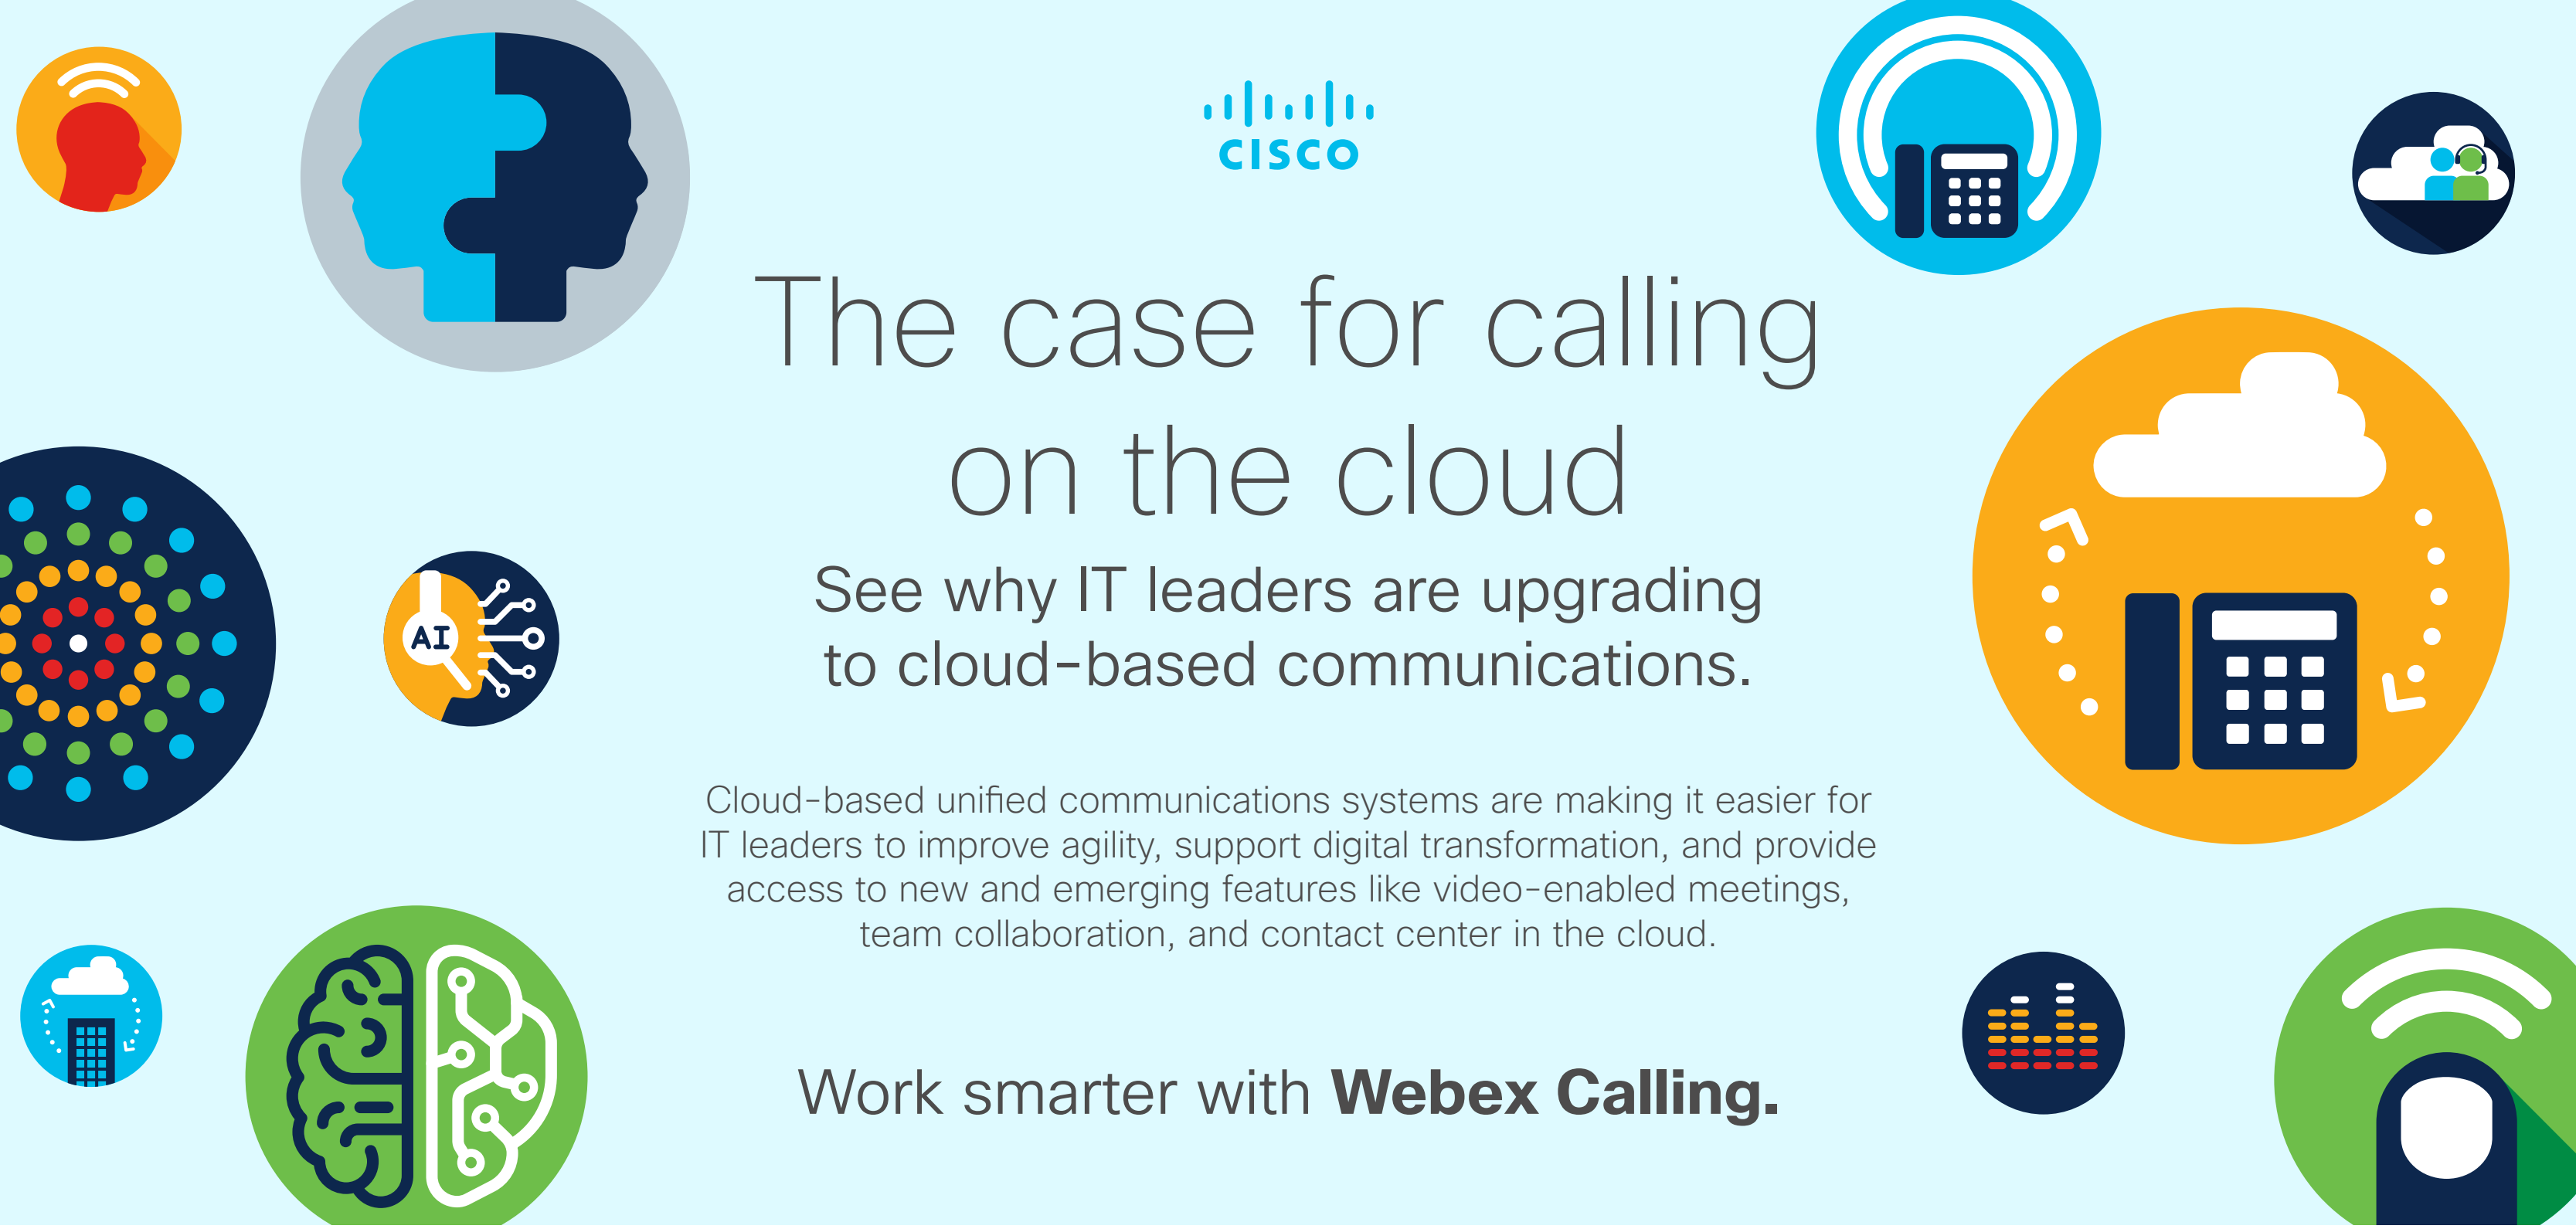 CISCO
The case for calling
on the cloud
See why IT leaders are upgrading
to cloud-based communications.
AI
Cloud-based unified communications systems are making it easier for
IT leaders to improve agility, support digital transformation, and provide
access to new and emerging features like video-enabled meetings,
team collaboration, and contact center in the cloud.
Work smarter with Webex Calling.